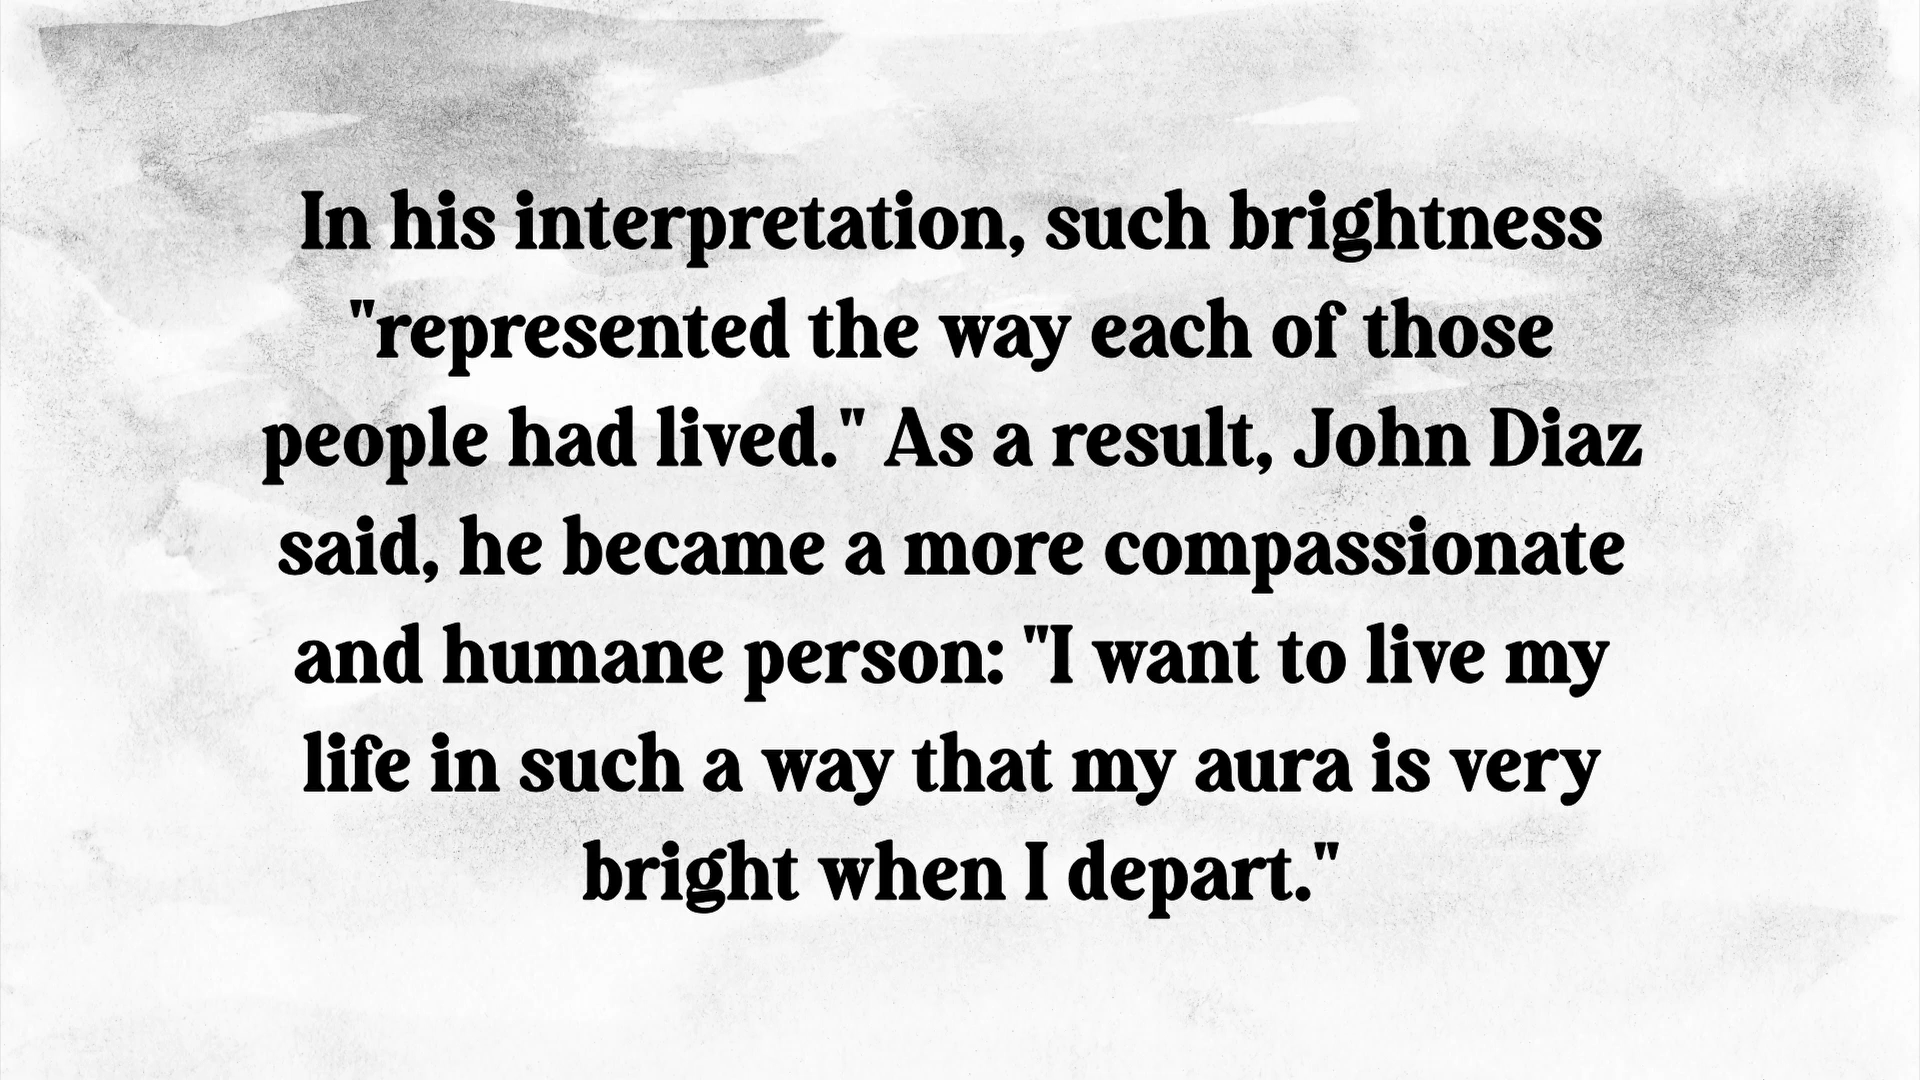 In his interpretation, such brightness
"represented the way each of those
people had lived." As a result, John Diaz
said, he became a more compassionate
and humane person: "I want to live my
life in such a way that my aura is very
bright when I depart."